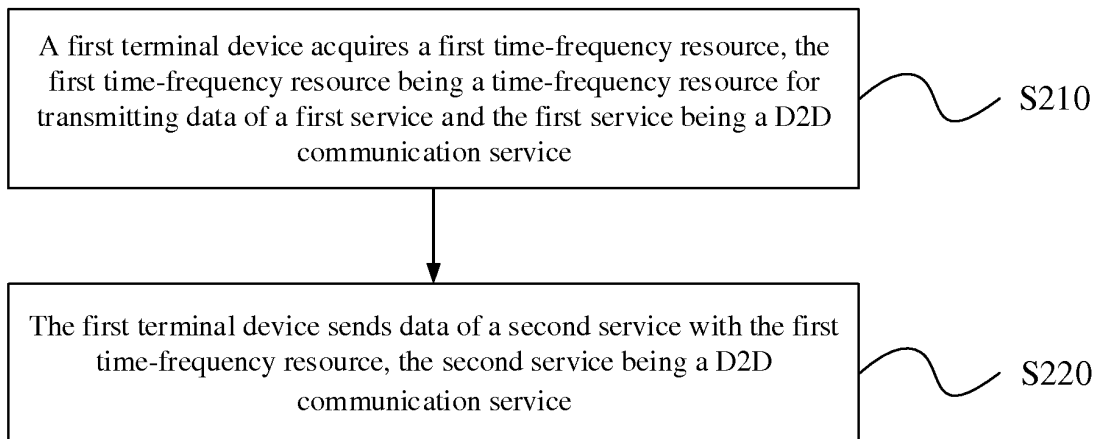 A first terminal device acquires a first time-frequency resource, the
first time-frequency resource being a time-frequency resource for
transmitting data of a first service and the first service being a D2D
communication service
S210
The first terminal device sends data of a second service with the first
time-frequency resource, the second service being a D2D
communication service
S220